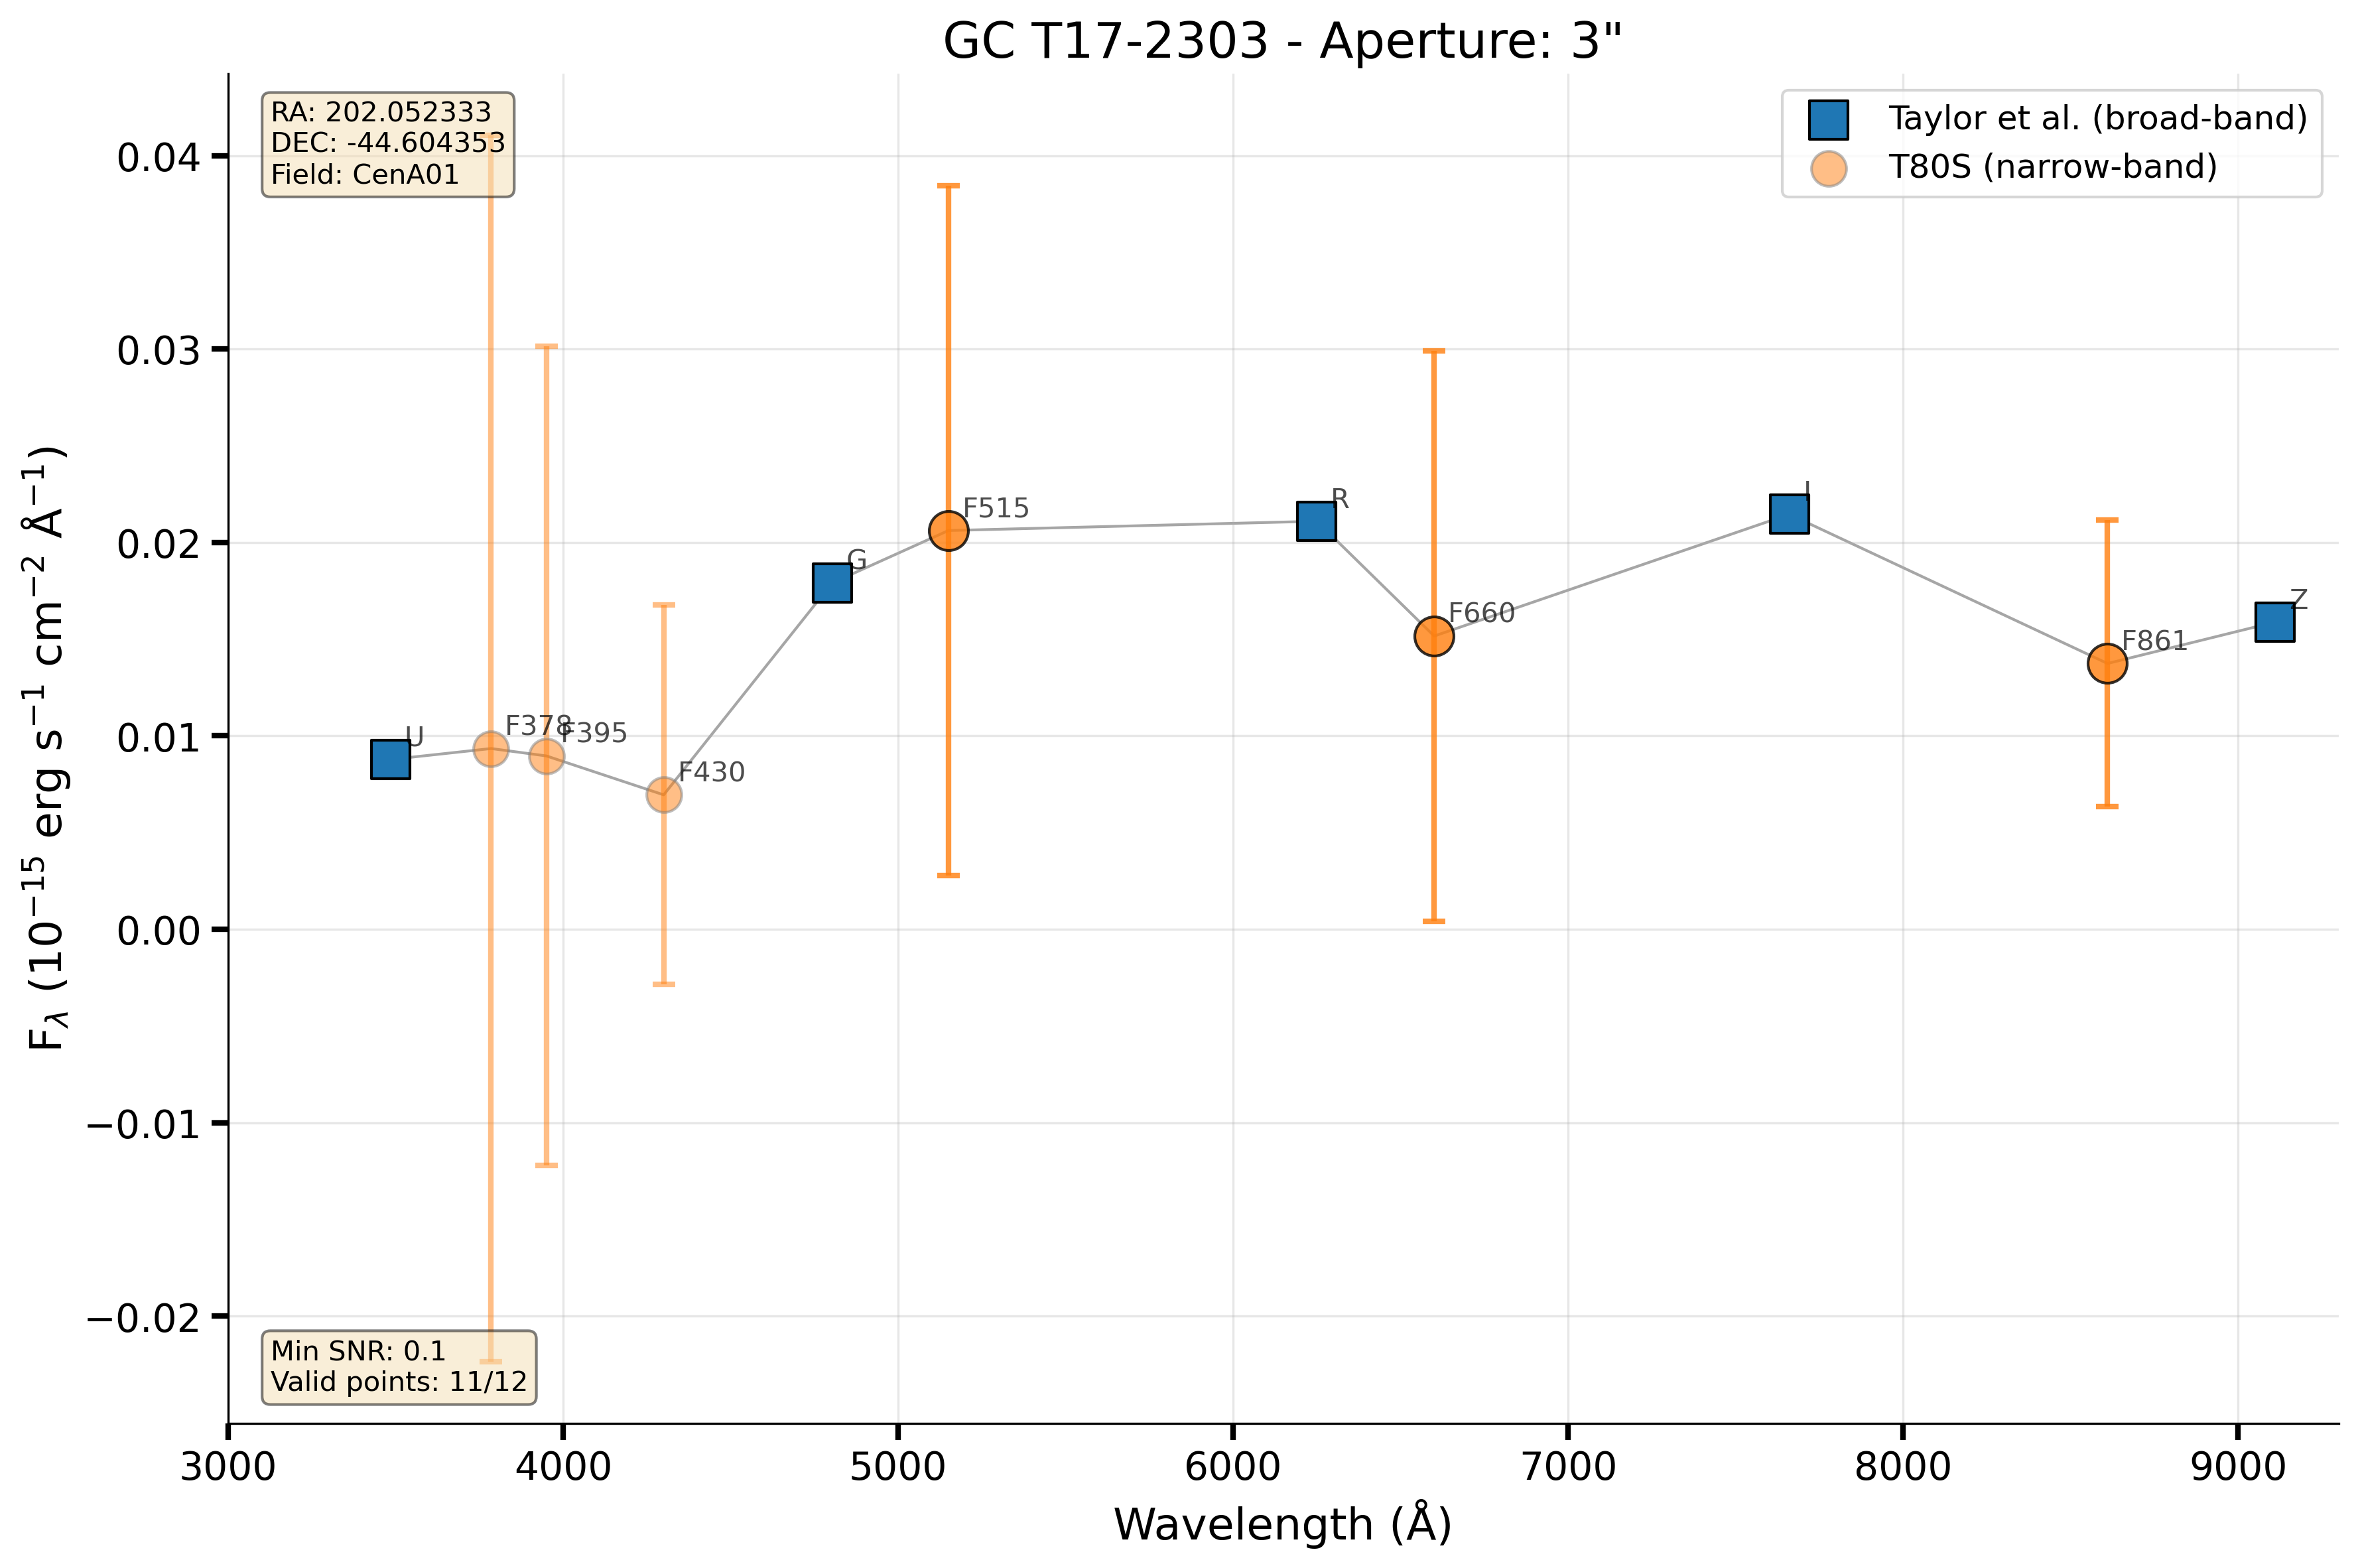 GC T17-2303 - Aperture: 3"
RA: 202.052333
DEC: -44.604353
Field: CenA01
Taylor et al. (broad-band)
T80S (narrow-band)
F_λ (10⁻¹⁵ erg s⁻¹ cm⁻² Å⁻¹)
0.04
0.03
0.02
0.01
0.00
−0.01
−0.02
U
F378
F395
F430
G
F515
R
F660
I
F861
Z
Min SNR: 0.1
Valid points: 11/12
3000
4000
5000
6000
7000
8000
9000
Wavelength (Å)